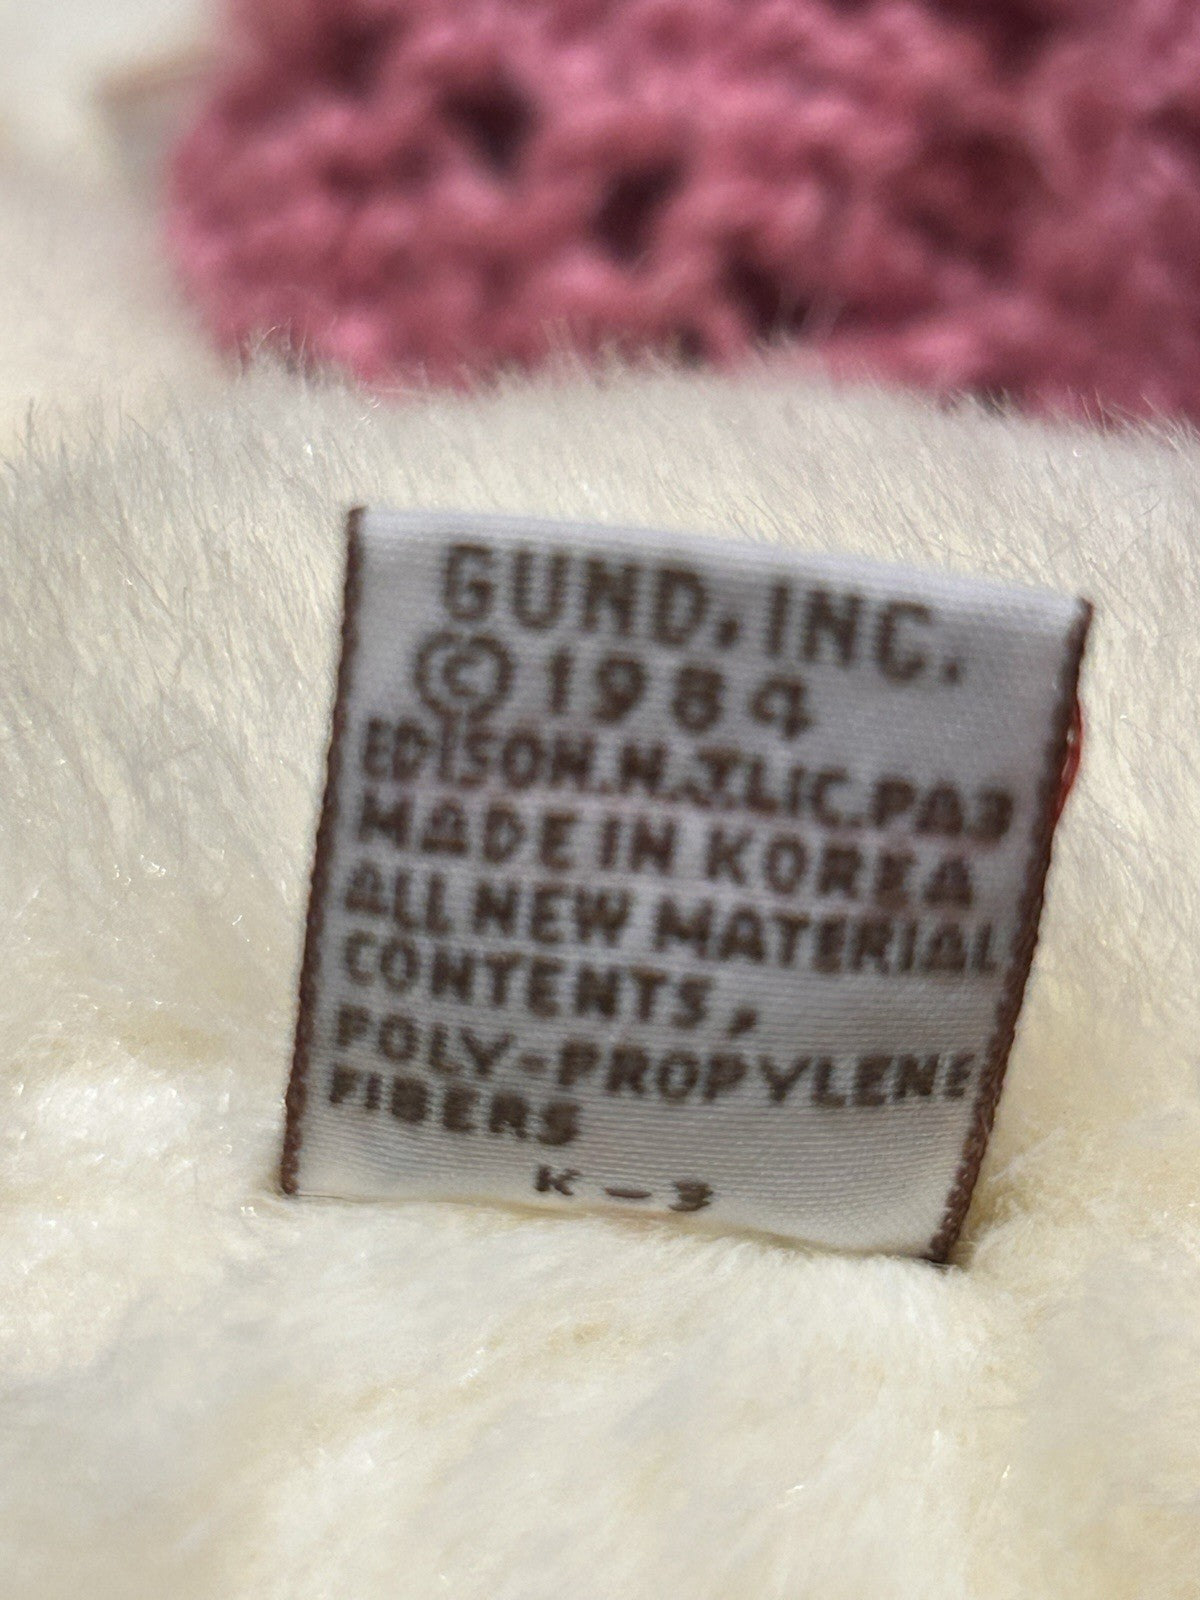 GUND, INC.
© 1984
EDISON.N.J.LIC.PA3
MADE IN KOREA
ALL NEW MATERIAL
CONTENTS,
POLY-PROPYLENE
FIBERS
K-3